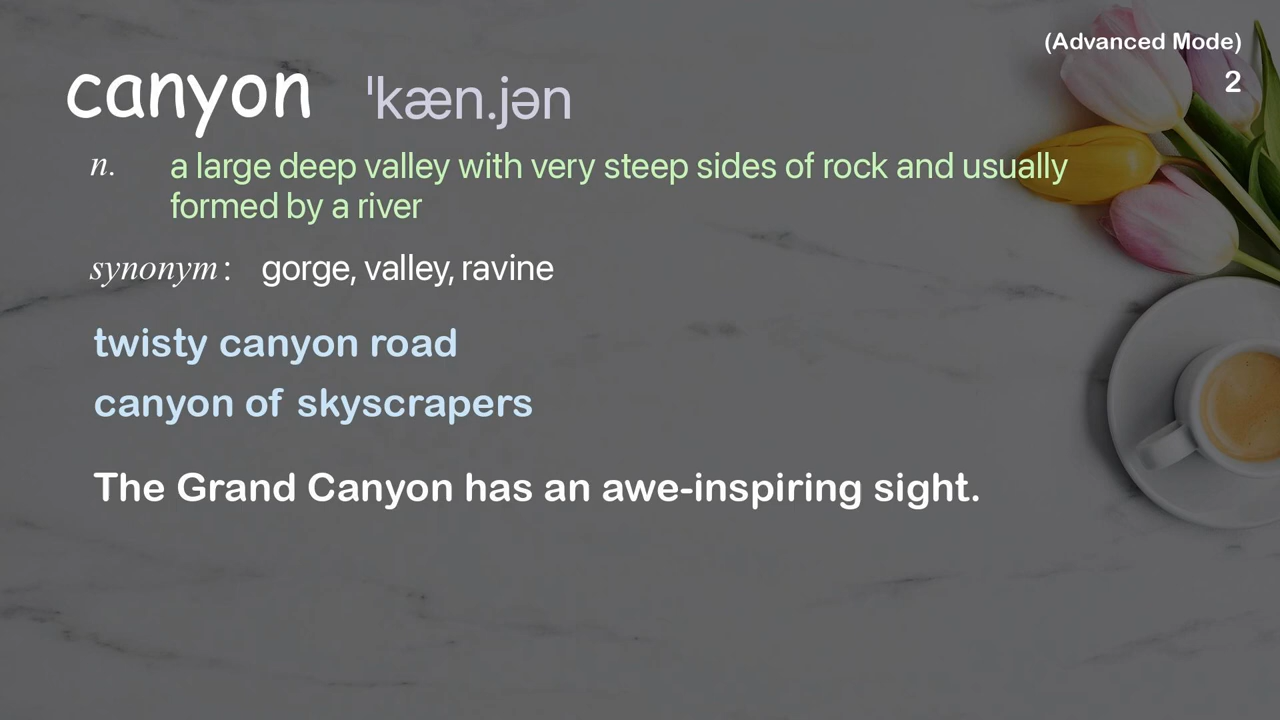 (Advanced Mode)
2
canyon ˈkæn.jən
n. a large deep valley with very steep sides of rock and usually
formed by a river
synonym: gorge, valley, ravine
twisty canyon road
canyon of skyscrapers
The Grand Canyon has an awe-inspiring sight.